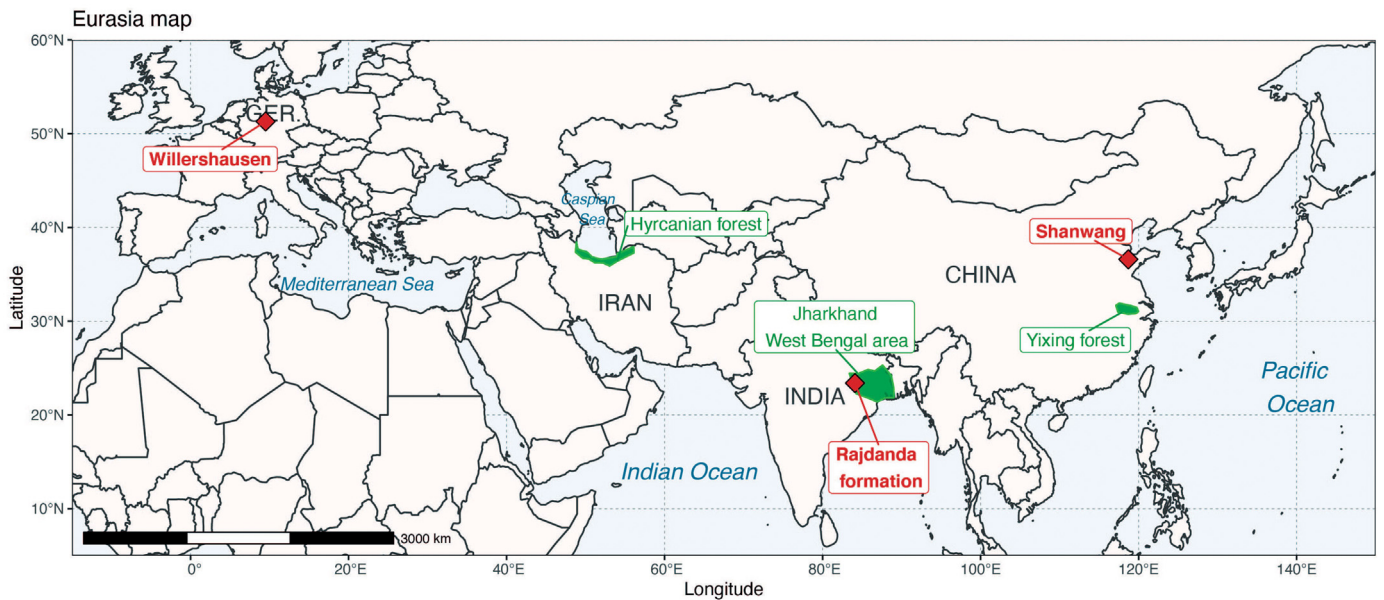 Eurasia map
60°N
50°N
40°N
30°N
20°N
10°N
Latitude
GER.
Willershausen
Caspian
Sea
Hyrcanian forest
Mediterranean Sea
IRAN
Shanwang
CHINA
Jharkhand
West Bengal area
Yixing forest
INDIA
Pacific
Ocean
Rajdanda
formation
Indian Ocean
3000 km
0°
20°E
40°E
60°E
80°E
100°E
120°E
140°E
Longitude